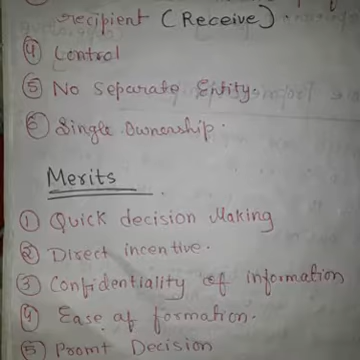 recipient (Receive)
④ Control
⑤ No Separate Entity.
⑥ Single Ownership.
Merits
① Quick decision Making
② Direct incentive.
③ Confidentiality of information
④ Ease of formation.
⑤ Promt Decision